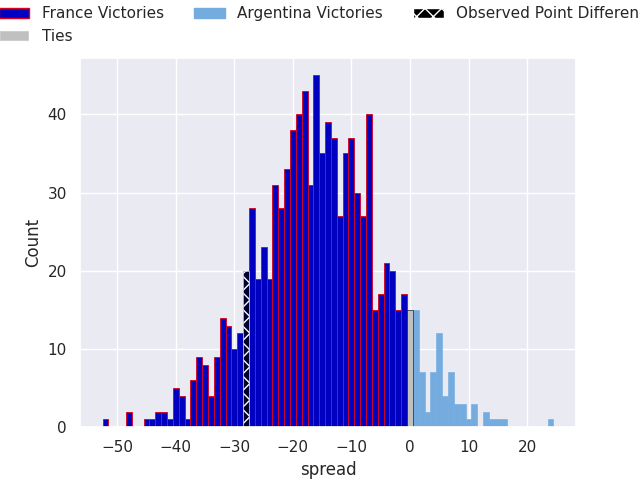 France Victories Argentina Victories Observed Point Differen
Ties
40
30
20
10
0
Count
−50 −40 −30 −20 −10 0 10 20
spread